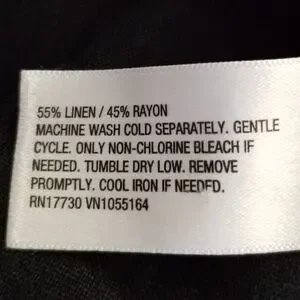 55% LINEN / 45% RAYON
MACHINE WASH COLD SEPARATELY. GENTLE
CYCLE. ONLY NON-CHLORINE BLEACH IF
NEEDED. TUMBLE DRY LOW. REMOVE
PROMPTLY. COOL IRON IF NEEDED.
RN17730 VN1055164